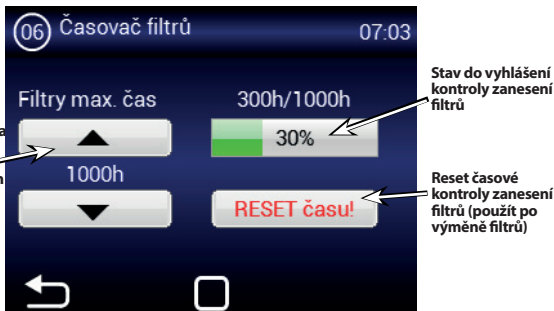 06 Časovač filtrů 07:03
Filtry max. čas
300h/1000h
30%
1000h
RESET času!
Stav do vyhlášení
kontroly zanesení
filtrů
Reset časové
kontroly zanesení
filtrů (použít po
výměně filtrů)